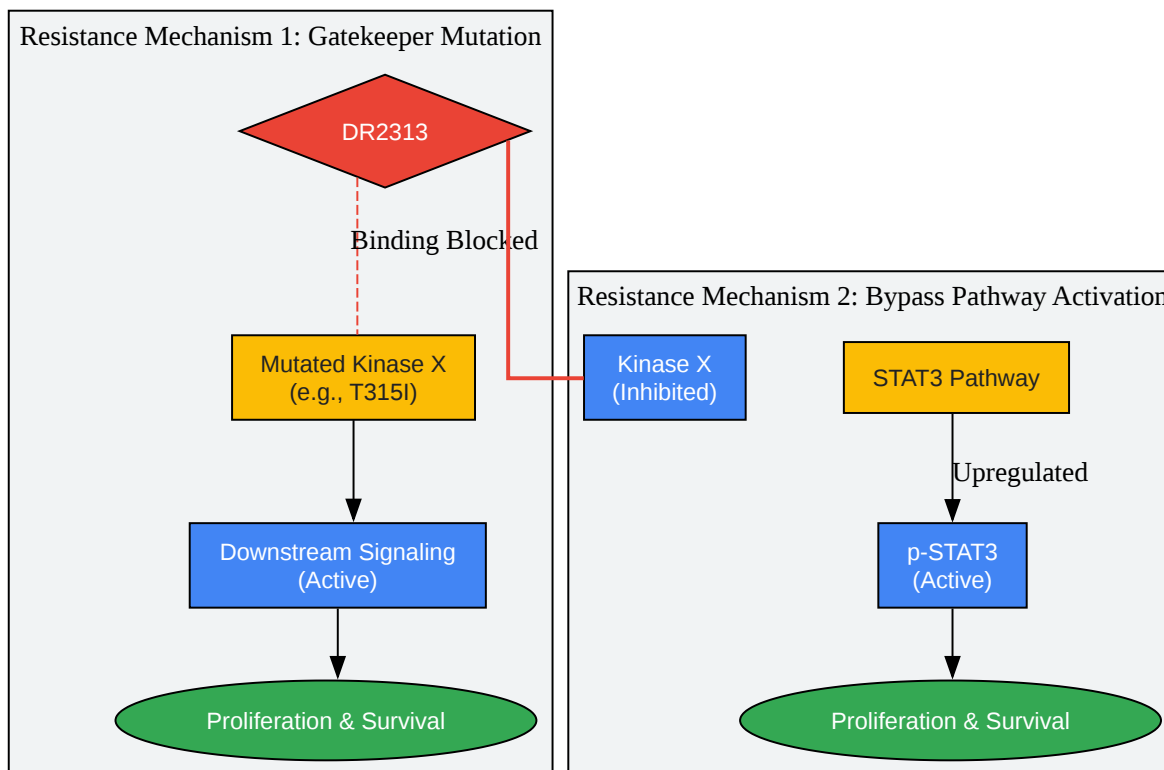 Resistance Mechanism 1: Gatekeeper Mutation
DR2313
Binding Blocked
Mutated Kinase X
(e.g., T315I)
Downstream Signaling
(Active)
Proliferation & Survival
Resistance Mechanism 2: Bypass Pathway Activation
Kinase X
(Inhibited)
STAT3 Pathway
Upregulated
p-STAT3
(Active)
Proliferation & Survival